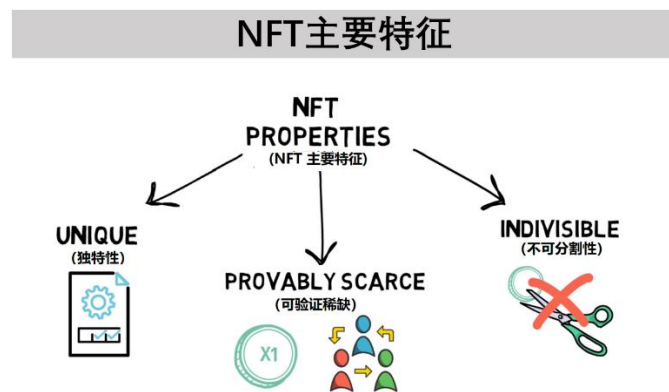 NFT主要特征
NFT
PROPERTIES
(NFT 主要特征)
UNIQUE
(独特性)
PROVABLY SCARCE
(可验证稀缺)
X1
INDIVISIBLE
(不可分割性)